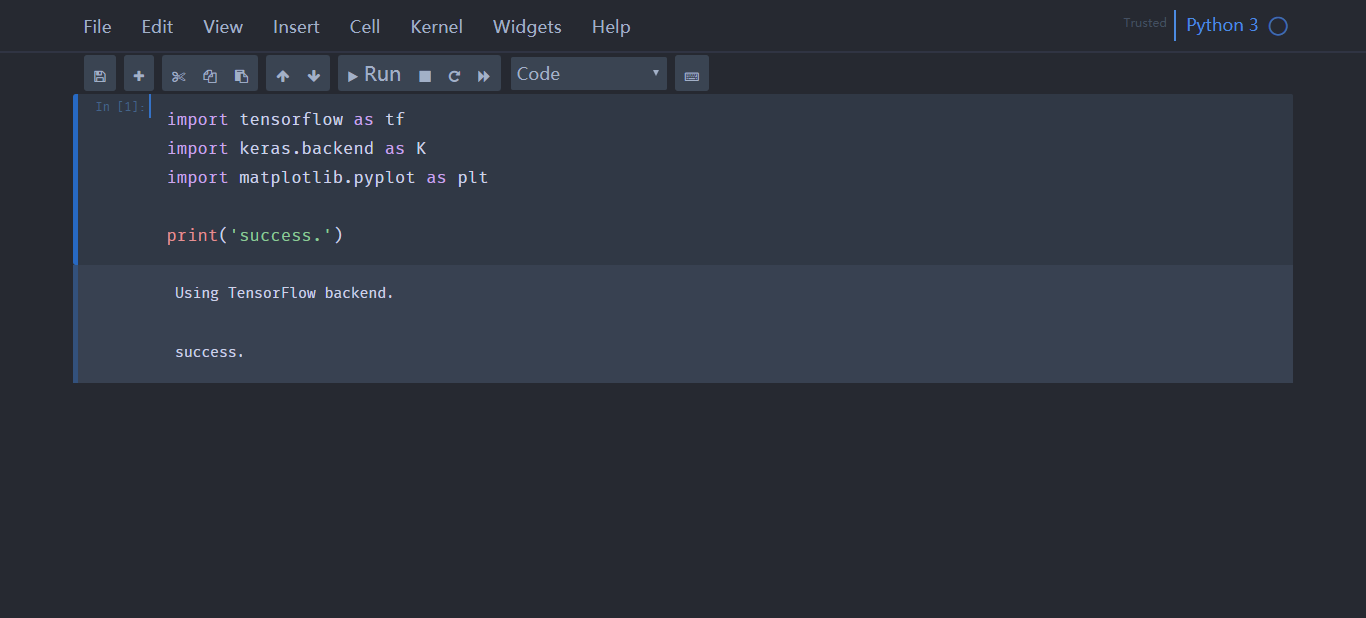 File Edit View Insert Cell Kernel Widgets Help Trusted Python 3
Run Code
In [1]:
import tensorflow as tf
import keras.backend as K
import matplotlib.pyplot as plt
print('success.')
Using TensorFlow backend.
success.